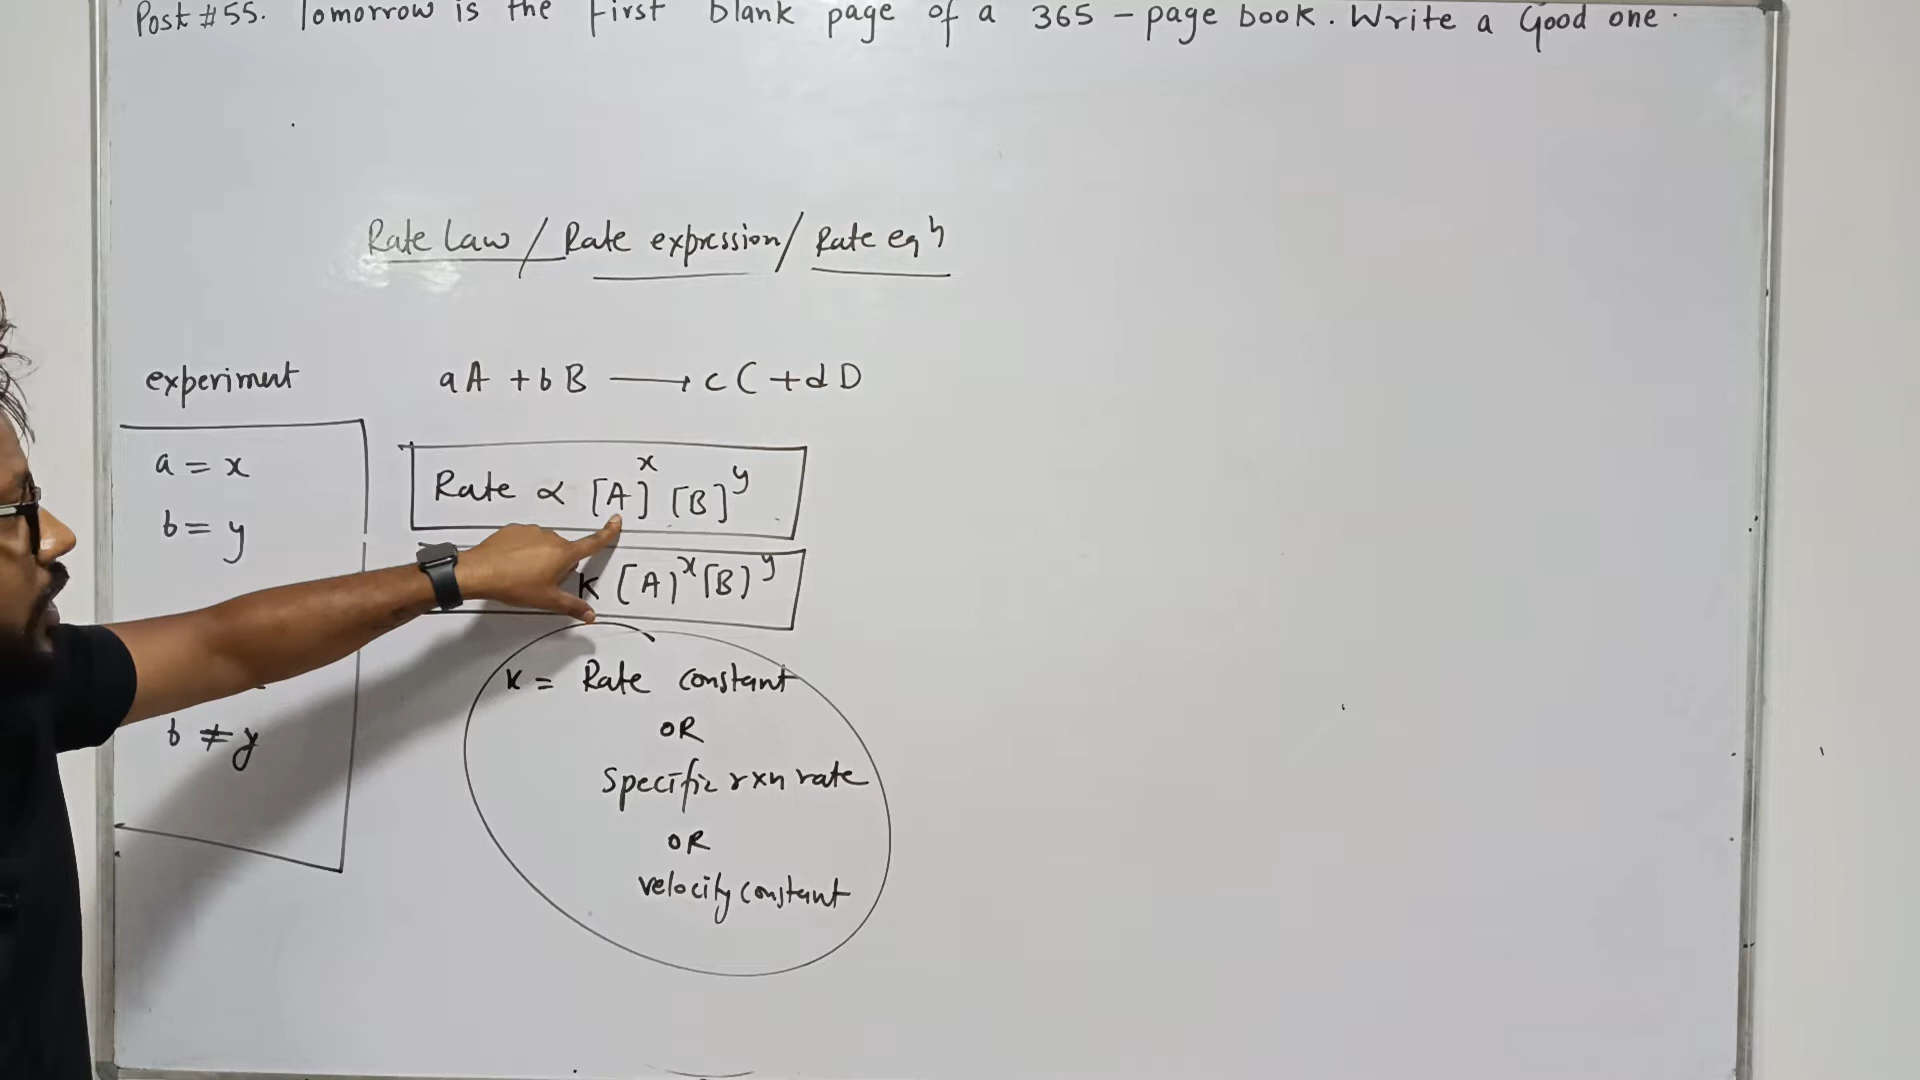 Post #55. Tomorrow is the first blank page of a 365-page book. Write a Good one.
Rate law / Rate expression / Rate eqn
experiment
aA + bB ⟶ cC + dD
a = x
b = y
Rate ∝ [A]^x [B]^y
K [A]^x [B]^y
b ≠ y
K = Rate constant
OR
Specific rxn rate
OR
velocity constant